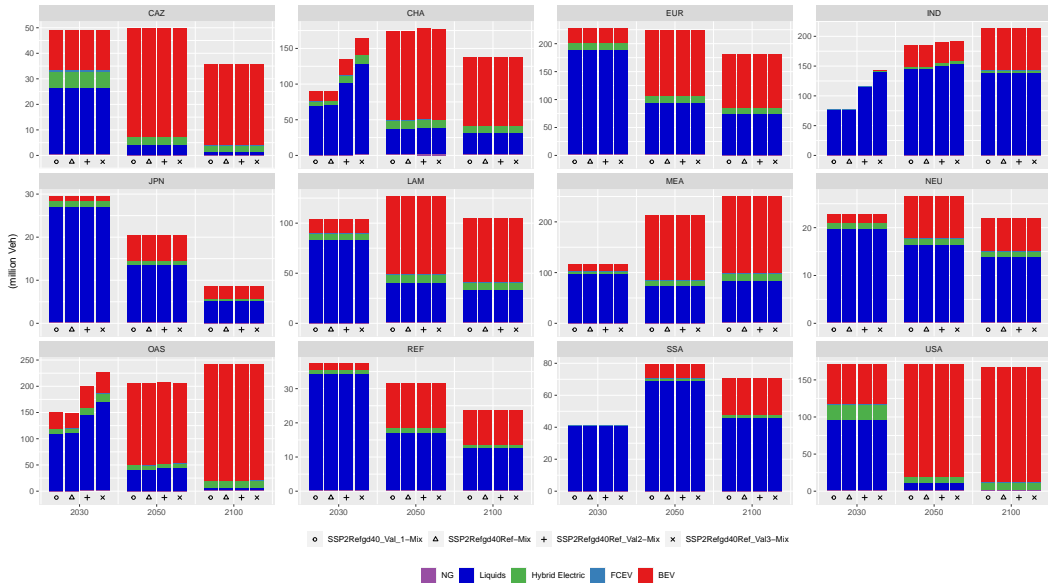 CAZ CHA EUR IND
50 40 30 20 10 0
150 100 50 0
200 150 100 50 0
200 150 100 50 0
JPN LAM MEA NEU
(million Veh)
30 20 10 0
100 50 0
200 100 0
20 10 0
OAS REF SSA USA
250 200 150 100 50 0
30 20 10 0
80 60 40 20 0
150 100 50 0
2030 2050 2100 2030 2050 2100 2030 2050 2100 2030 2050 2100
SSP2Refgd40_Val_1-Mix SSP2Refgd40Ref-Mix SSP2Refgd40Ref_Val2-Mix SSP2Refgd40Ref_Val3-Mix
NG Liquids Hybrid Electric FCEV BEV